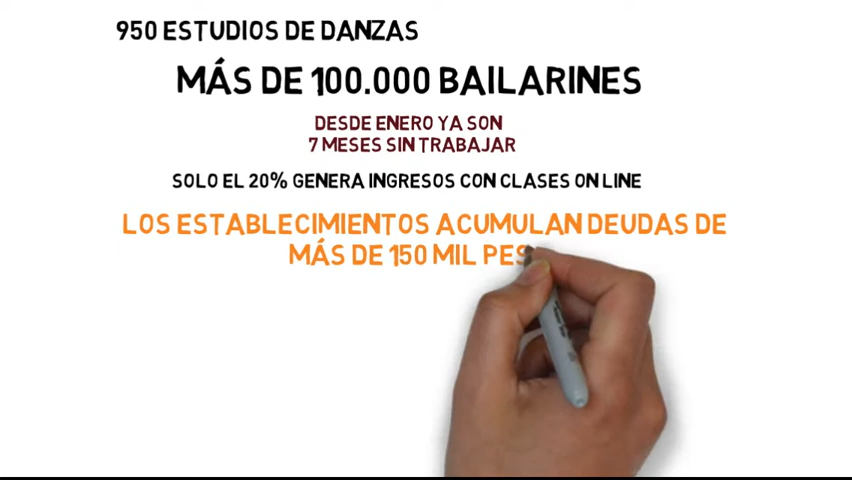 950 ESTUDIOS DE DANZAS
MÁS DE 100.000 BAILARINES
DESDE ENERO YA SON
7 MESES SIN TRABAJAR
SOLO EL 20% GENERA INGRESOS CON CLASES ON LINE
LOS ESTABLECIMIENTOS ACUMULAN DEUDAS DE
MÁS DE 150 MIL PES